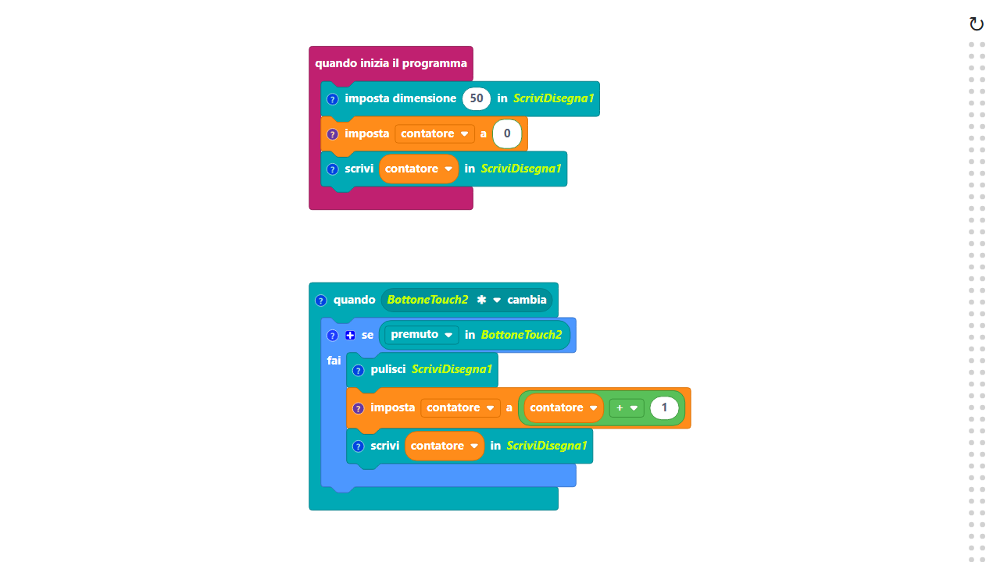 quando inizia il programma
imposta dimensione 50 in ScriviDisegna1
imposta contatore a 0
scrivi contatore in ScriviDisegna1
quando BottoneTouch2 ✱ cambia
se premuto in BottoneTouch2
fai
pulisci ScriviDisegna1
imposta contatore a contatore + 1
scrivi contatore in ScriviDisegna1